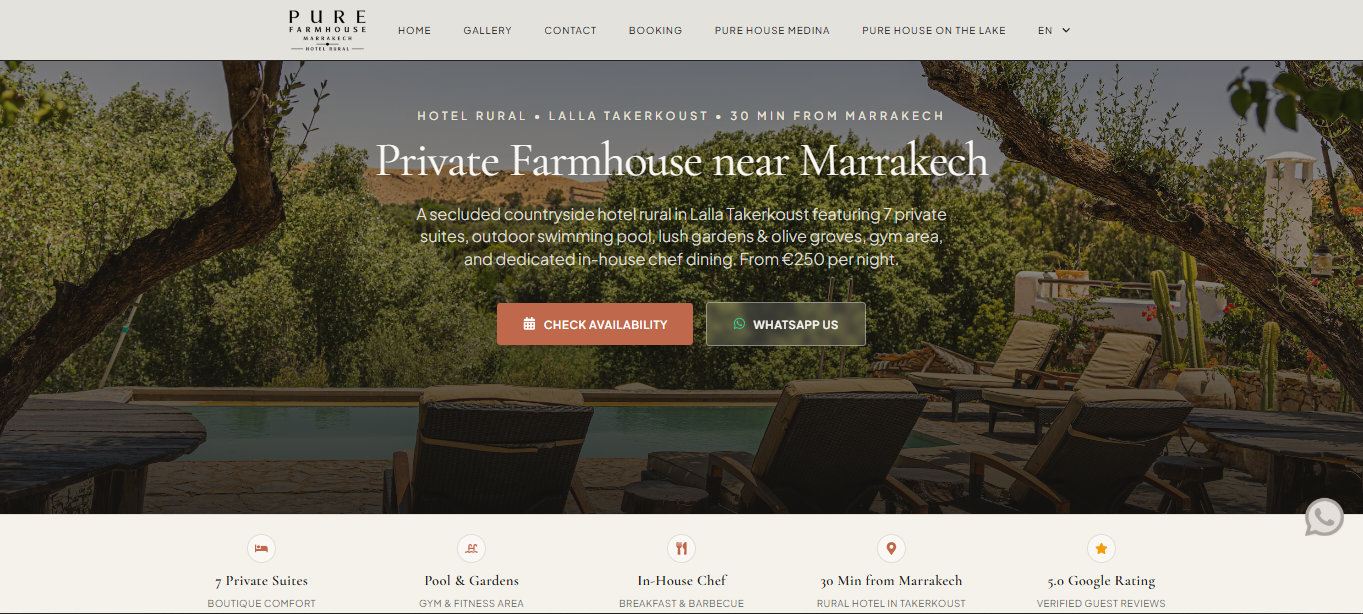 PURE
FARMHOUSE
MARRAKECH
HOTEL RURAL
HOME GALLERY CONTACT BOOKING PURE HOUSE MEDINA PURE HOUSE ON THE LAKE EN
HOTEL RURAL • LALLA TAKERKOUST • 30 MIN FROM MARRAKECH
Private Farmhouse near Marrakech
A secluded countryside hotel rural in Lalla Takerkoust featuring 7 private
suites, outdoor swimming pool, lush gardens & olive groves, gym area,
and dedicated in-house chef dining. From €250 per night.
CHECK AVAILABILITY WHATSAPP US
7 Private Suites Pool & Gardens In-House Chef 30 Min from Marrakech 5.0 Google Rating
BOUTIQUE COMFORT GYM & FITNESS AREA BREAKFAST & BARBECUE RURAL HOTEL IN TAKERKOUST VERIFIED GUEST REVIEWS